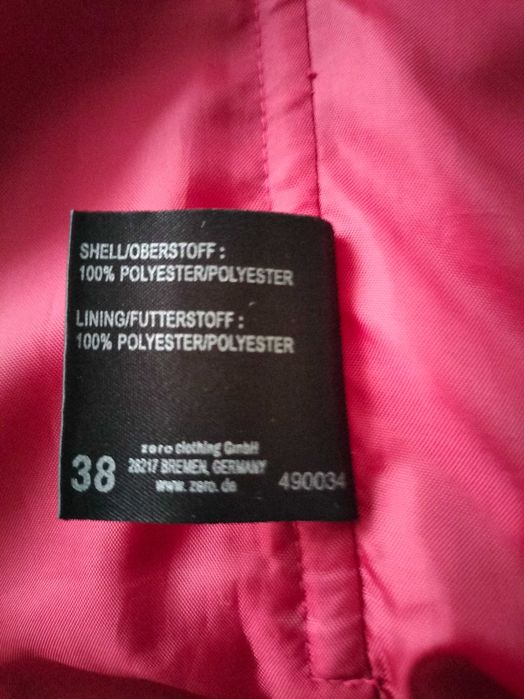 SHELL/OBERSTOFF :
100% POLYESTER/POLYESTER
LINING/FUTTERSTOFF :
100% POLYESTER/POLYESTER
zero clothing GmbH
28217 BREMEN, GERMANY
www. zero. de
38
490034